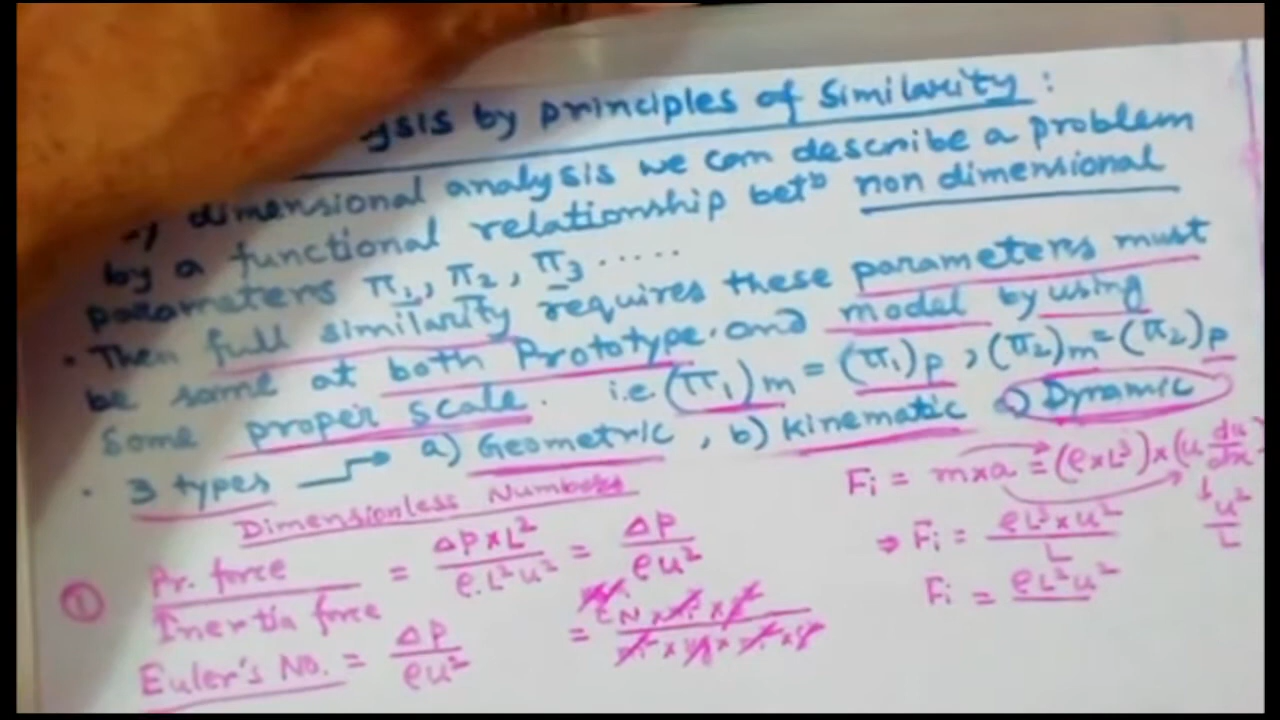 ysis by principles of Similarity :
dimensional analysis we can describe a problem
by a functional relationship betⁿ non dimensional
parameters π₁, π₂, π₃ .....
• Then full similarity requires these parameters must
be same at both Prototype and model by using
Some proper scale. i.e (π₁)m = (π₁)p , (π₂)m = (π₂)p
• 3 types → a) Geometric , b) kinematic c) Dynamic
Dimensionless Numbers
Fi = m×a = (ρ×L³)×(u du/dx)
u²/L
① Pr. force / Inertia force = ΔP×L² / ρ.L²u² = ΔP / ρu²
⇒ Fi = ρL³×u² / L
Fi = ρL²u²
Euler's No. = ΔP / ρu²